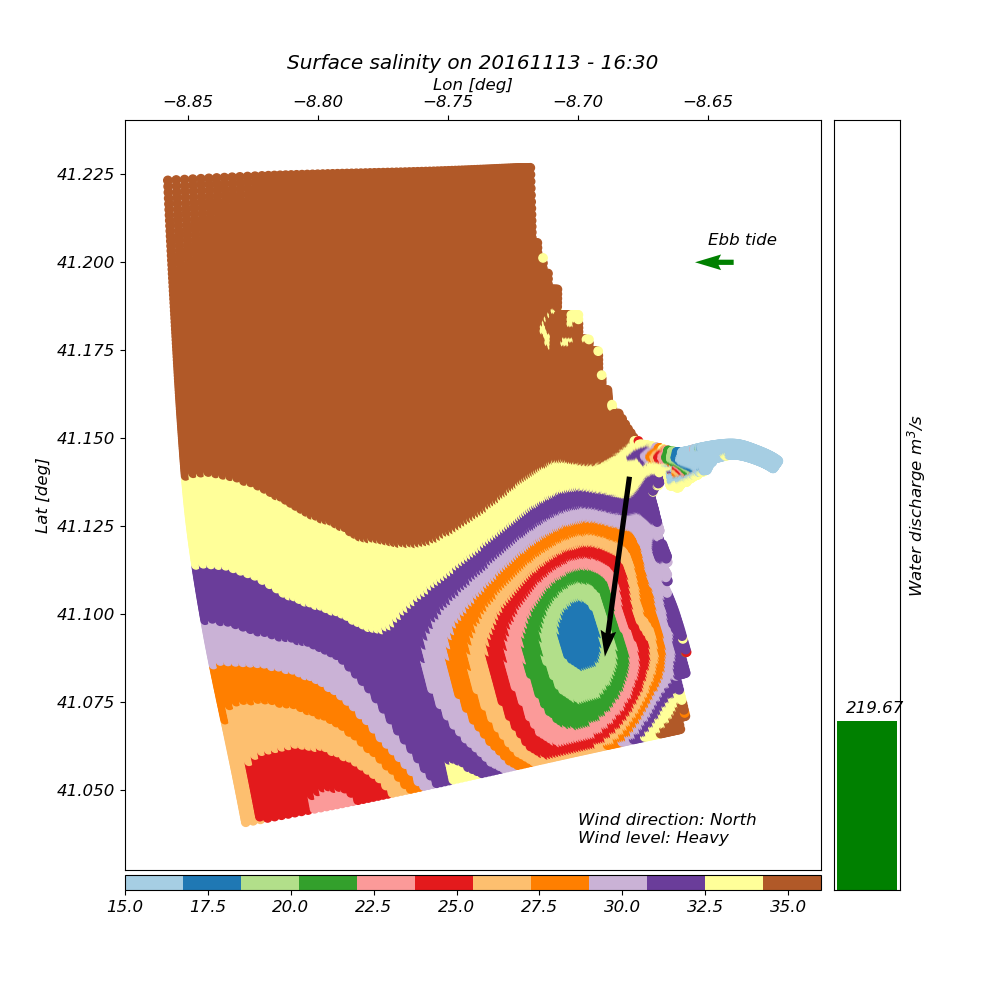 Surface salinity on 20161113 - 16:30
Lon [deg]
−8.85 −8.80 −8.75 −8.70 −8.65
41.225
41.200
41.175
41.150
41.125
41.100
41.075
41.050
Lat [deg]
Ebb tide
Wind direction: North
Wind level: Heavy
219.67
Water discharge m³/s
15.0 17.5 20.0 22.5 25.0 27.5 30.0 32.5 35.0